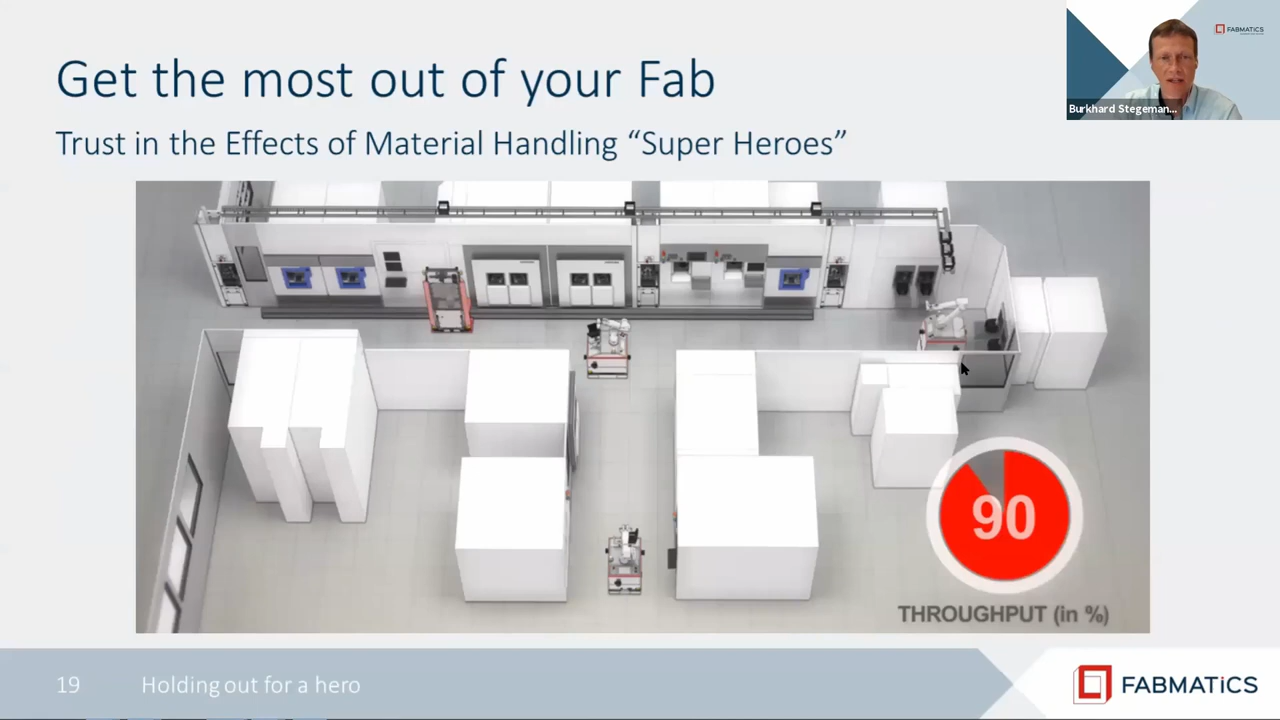 Get the most out of your Fab
Trust in the Effects of Material Handling “Super Heroes”
FABMATICS
Burkhard Stegeman...
90
THROUGHPUT (in %)
19 Holding out for a hero
FABMATiCS